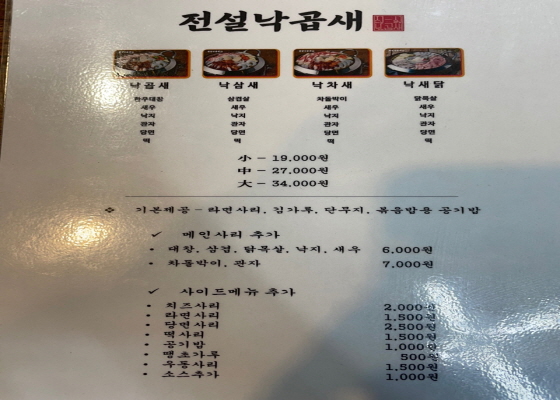 전설낙곱새
낙곱새 낙삼새 낙차새 낙새닭
한우대창 삼겹살 차돌박이 닭목살
새우 새우 새우 새우
낙지 낙지 낙지 낙지
관자 관자 관자 관자
당면 당면 당면 당면
떡 떡 떡 떡
小 - 19,000원
中 - 27,000원
大 - 34,000원
❖ 기본제공 - 라면사리, 김가루, 단무지, 볶음밥용 공기밥
✓ 메인사리 추가
• 대창, 삼겹, 닭목살, 낙지, 새우 6,000원
• 차돌박이, 관자 7,000원
✓ 사이드메뉴 추가
• 치즈사리 2,000원
• 라면사리 1,500원
• 당면사리 2,500원
• 떡사리 1,500원
• 공기밥 1,000원
• 땡초가루 500원
• 우동사리 1,500원
• 소스추가 1,000원